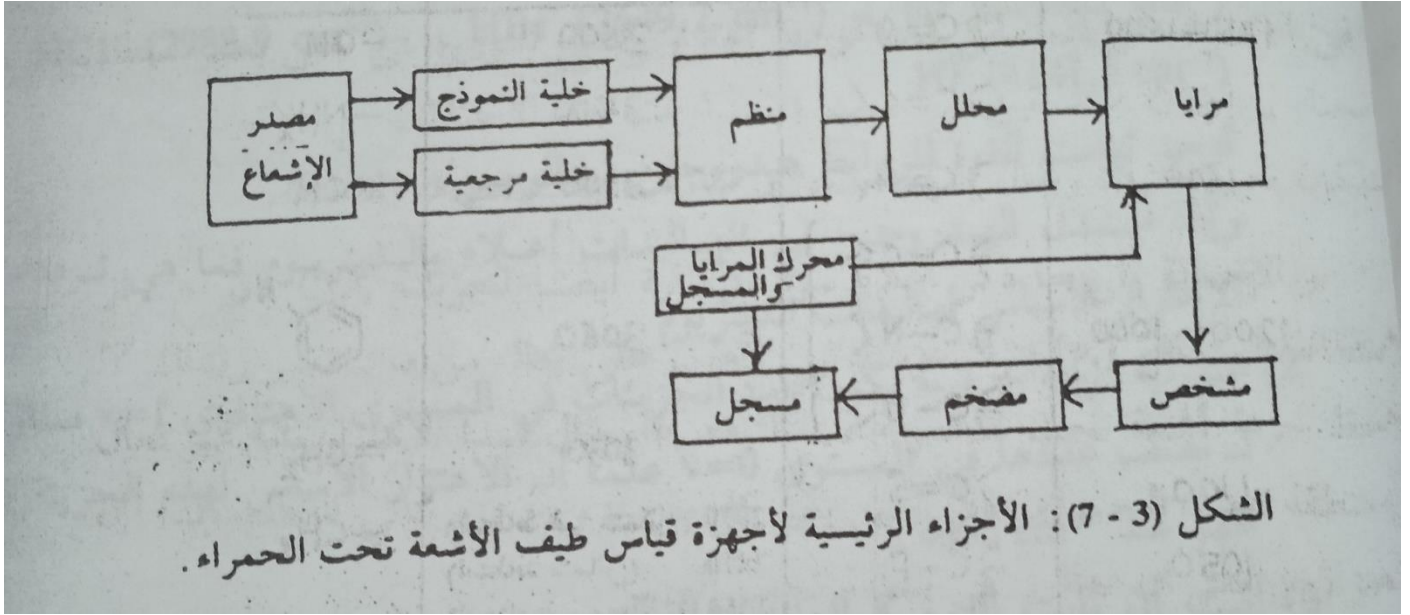 مصدر
الإشعاع
خلية النموذج
خلية مرجعية
منظم
محلل
مرايا
محرك المرايا
والمسجل
مسجل
مضخم
مشخص
الشكل (3 - 7): الأجزاء الرئيسية لأجهزة قياس طيف الأشعة تحت الحمراء.